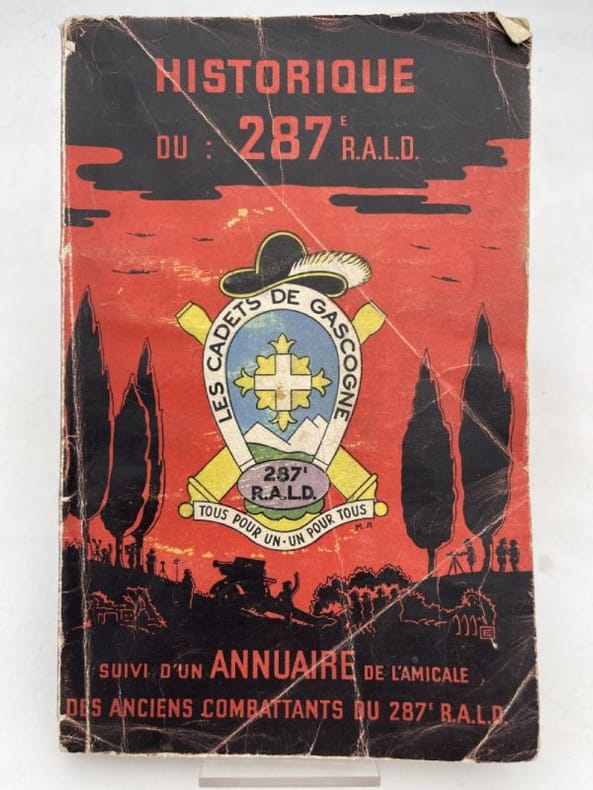 HISTORIQUE
DU : 287E R.A.L.D.
LES CADETS DE GASCOGNE
287E
R.A.L.D.
TOUS POUR UN • UN POUR TOUS
M.A
SUIVI D'UN ANNUAIRE DE L'AMICALE
DES ANCIENS COMBATTANTS DU 287E R.A.L.D.